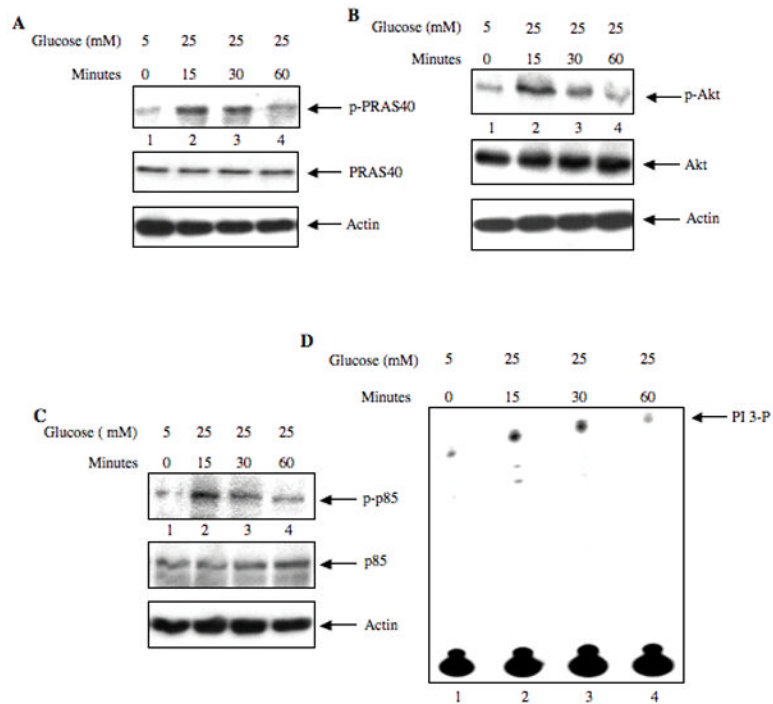 A
Glucose (mM) 5 25 25 25
Minutes 0 15 30 60
p-PRAS40
1 2 3 4
PRAS40
Actin
B
5 25 25 25
0 15 30 60
p-Akt
1 2 3 4
Akt
Actin
C
Glucose ( mM) 5 25 25 25
Minutes 0 15 30 60
p-p85
1 2 3 4
p85
Actin
D
Glucose (mM) 5 25 25 25
Minutes 0 15 30 60
PI 3-P
1 2 3 4